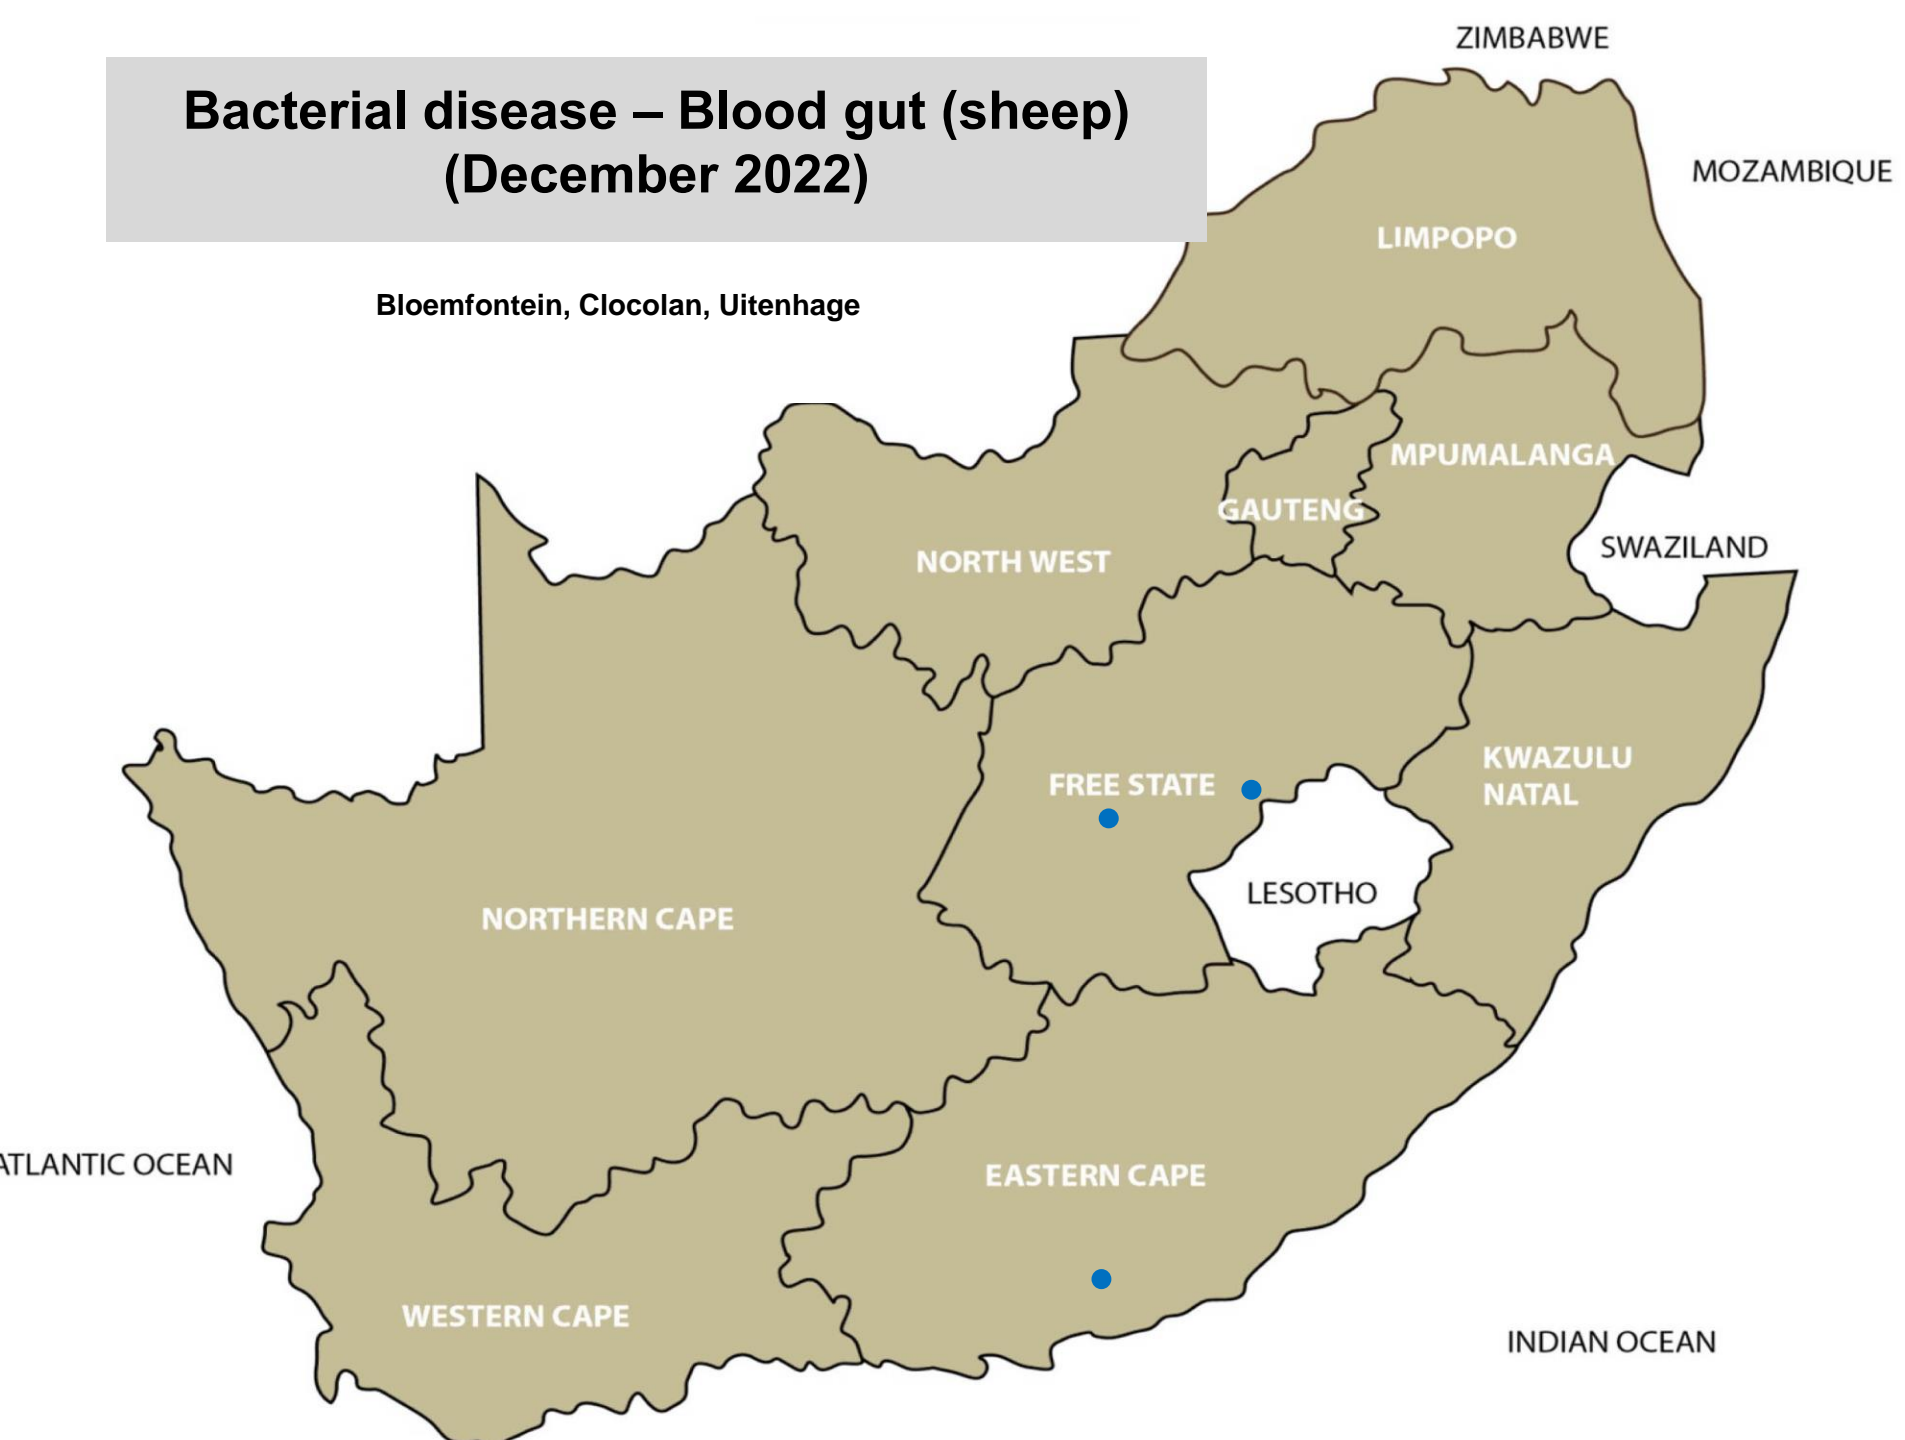 ZIMBABWE
Bacterial disease – Blood gut (sheep)
(December 2022)
MOZAMBIQUE
LIMPOPO
Bloemfontein, Clocolan, Uitenhage
MPUMALANGA
GAUTENG
SWAZILAND
NORTH WEST
KWAZULU
NATAL
FREE STATE
LESOTHO
NORTHERN CAPE
ATLANTIC OCEAN
EASTERN CAPE
WESTERN CAPE
INDIAN OCEAN